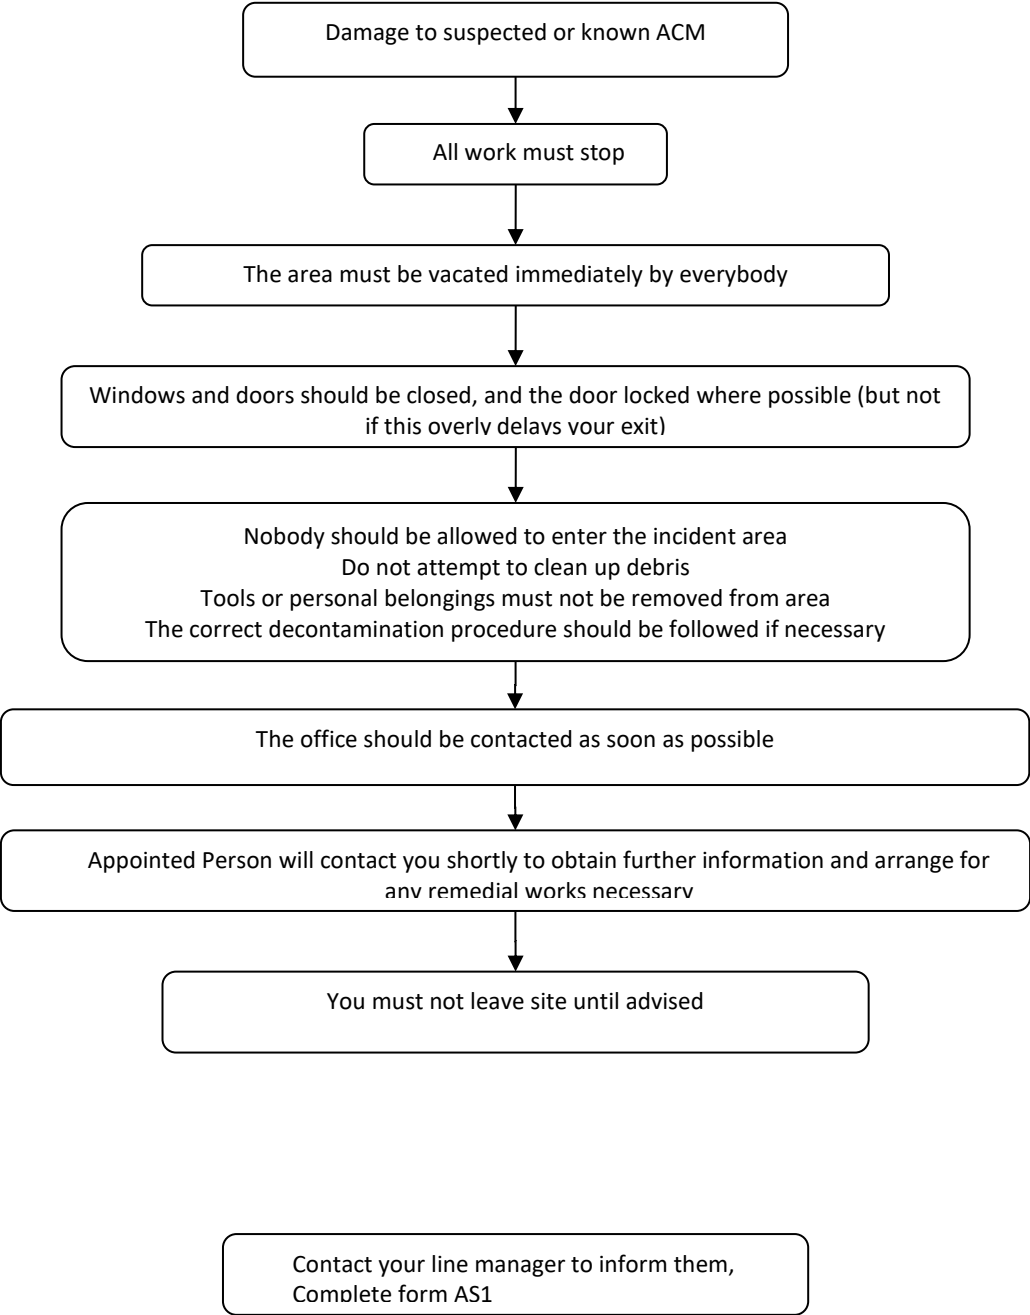 Damage to suspected or known ACM
All work must stop
The area must be vacated immediately by everybody
Windows and doors should be closed, and the door locked where possible (but not
if this overly delays your exit)
Nobody should be allowed to enter the incident area
Do not attempt to clean up debris
Tools or personal belongings must not be removed from area
The correct decontamination procedure should be followed if necessary
The office should be contacted as soon as possible
Appointed Person will contact you shortly to obtain further information and arrange for
any remedial works necessary
You must not leave site until advised
Contact your line manager to inform them,
Complete form AS1